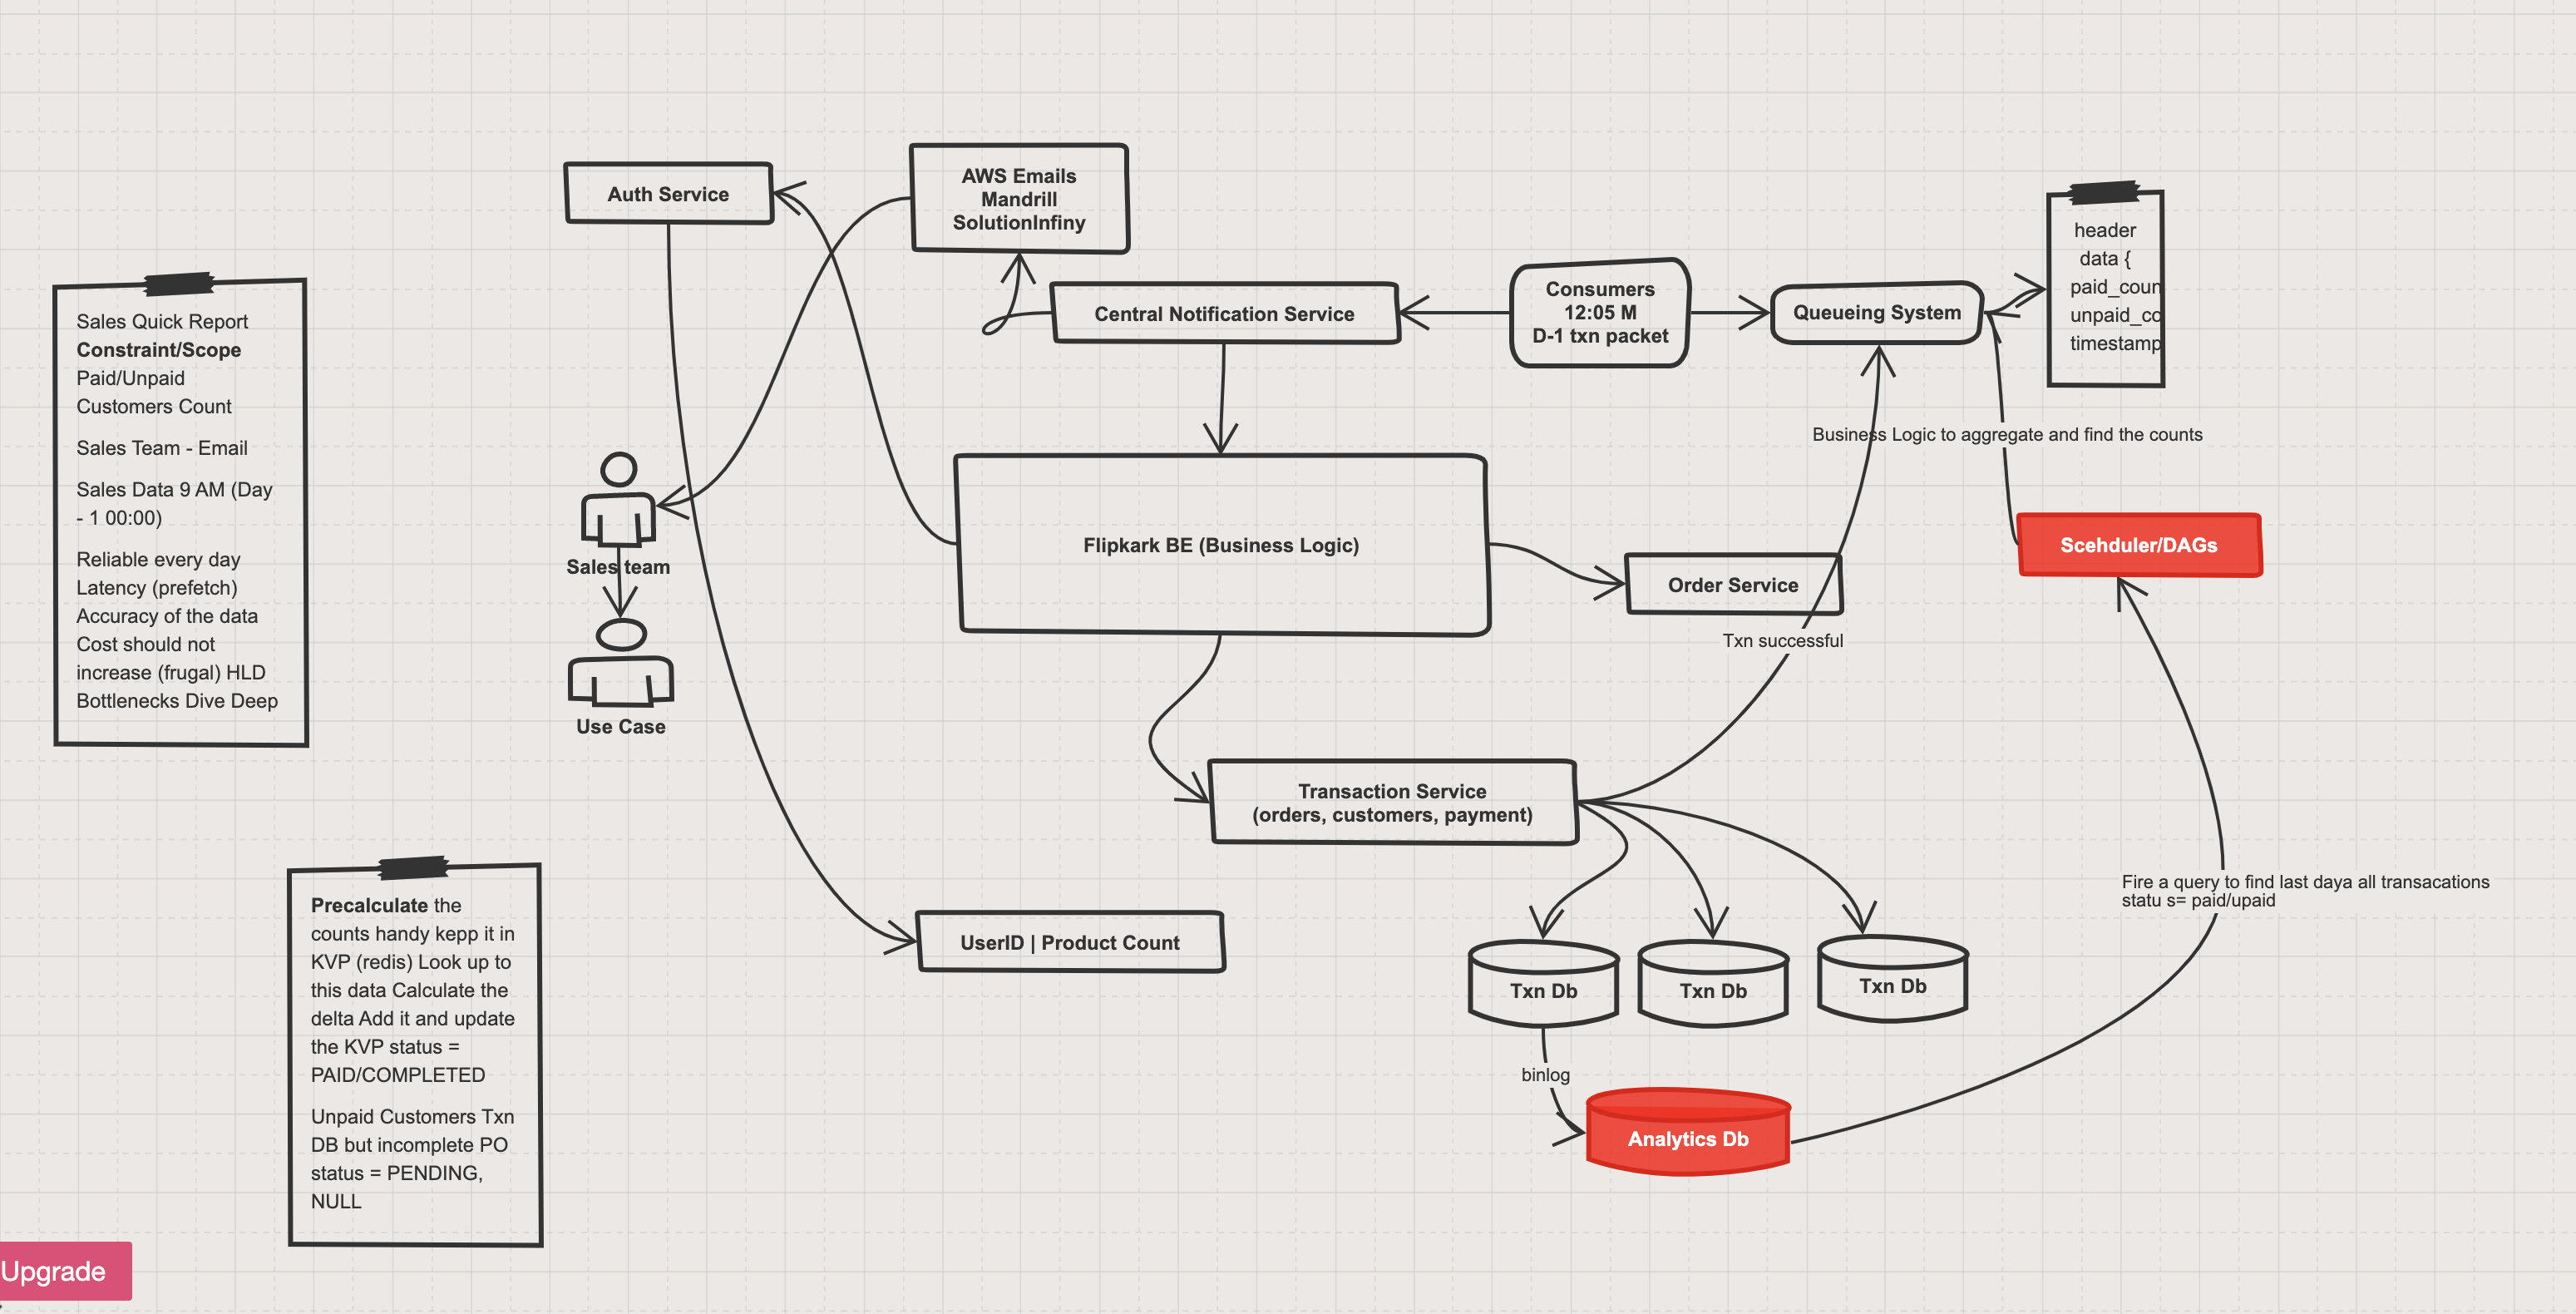 Sales Quick Report
Constraint/Scope
Paid/Unpaid
Customers Count
Sales Team - Email
Sales Data 9 AM (Day
- 1 00:00)
Reliable every day
Latency (prefetch)
Accuracy of the data
Cost should not
increase (frugal) HLD
Bottlenecks Dive Deep
Precalculate the
counts handy kepp it in
KVP (redis) Look up to
this data Calculate the
delta Add it and update
the KVP status =
PAID/COMPLETED
Unpaid Customers Txn
DB but incomplete PO
status = PENDING,
NULL
Upgrade
Auth Service
AWS Emails
Mandrill
SolutionInfiny
Central Notification Service
Consumers
12:05 M
D-1 txn packet
Queueing System
header
data {
paid_coun
unpaid_co
timestamp
Business Logic to aggregate and find the counts
Sales team
Use Case
Flipkark BE (Business Logic)
Order Service
Scehduler/DAGs
Txn successful
Transaction Service
(orders, customers, payment)
UserID | Product Count
Txn Db
Txn Db
Txn Db
Fire a query to find last daya all transacations
statu s= paid/upaid
binlog
Analytics Db